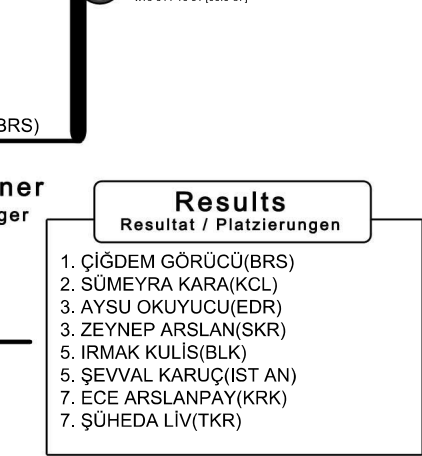 BRS)
ner
ger
Results
Resultat / Platzierungen
1. ÇİĞDEM GÖRÜCÜ(BRS)
2. SÜMEYRA KARA(KCL)
3. AYSU OKUYUCU(EDR)
3. ZEYNEP ARSLAN(SKR)
5. IRMAK KULİS(BLK)
5. ŞEVVAL KARUÇ(IST AN)
7. ECE ARSLANPAY(KRK)
7. ŞÜHEDA LİV(TKR)